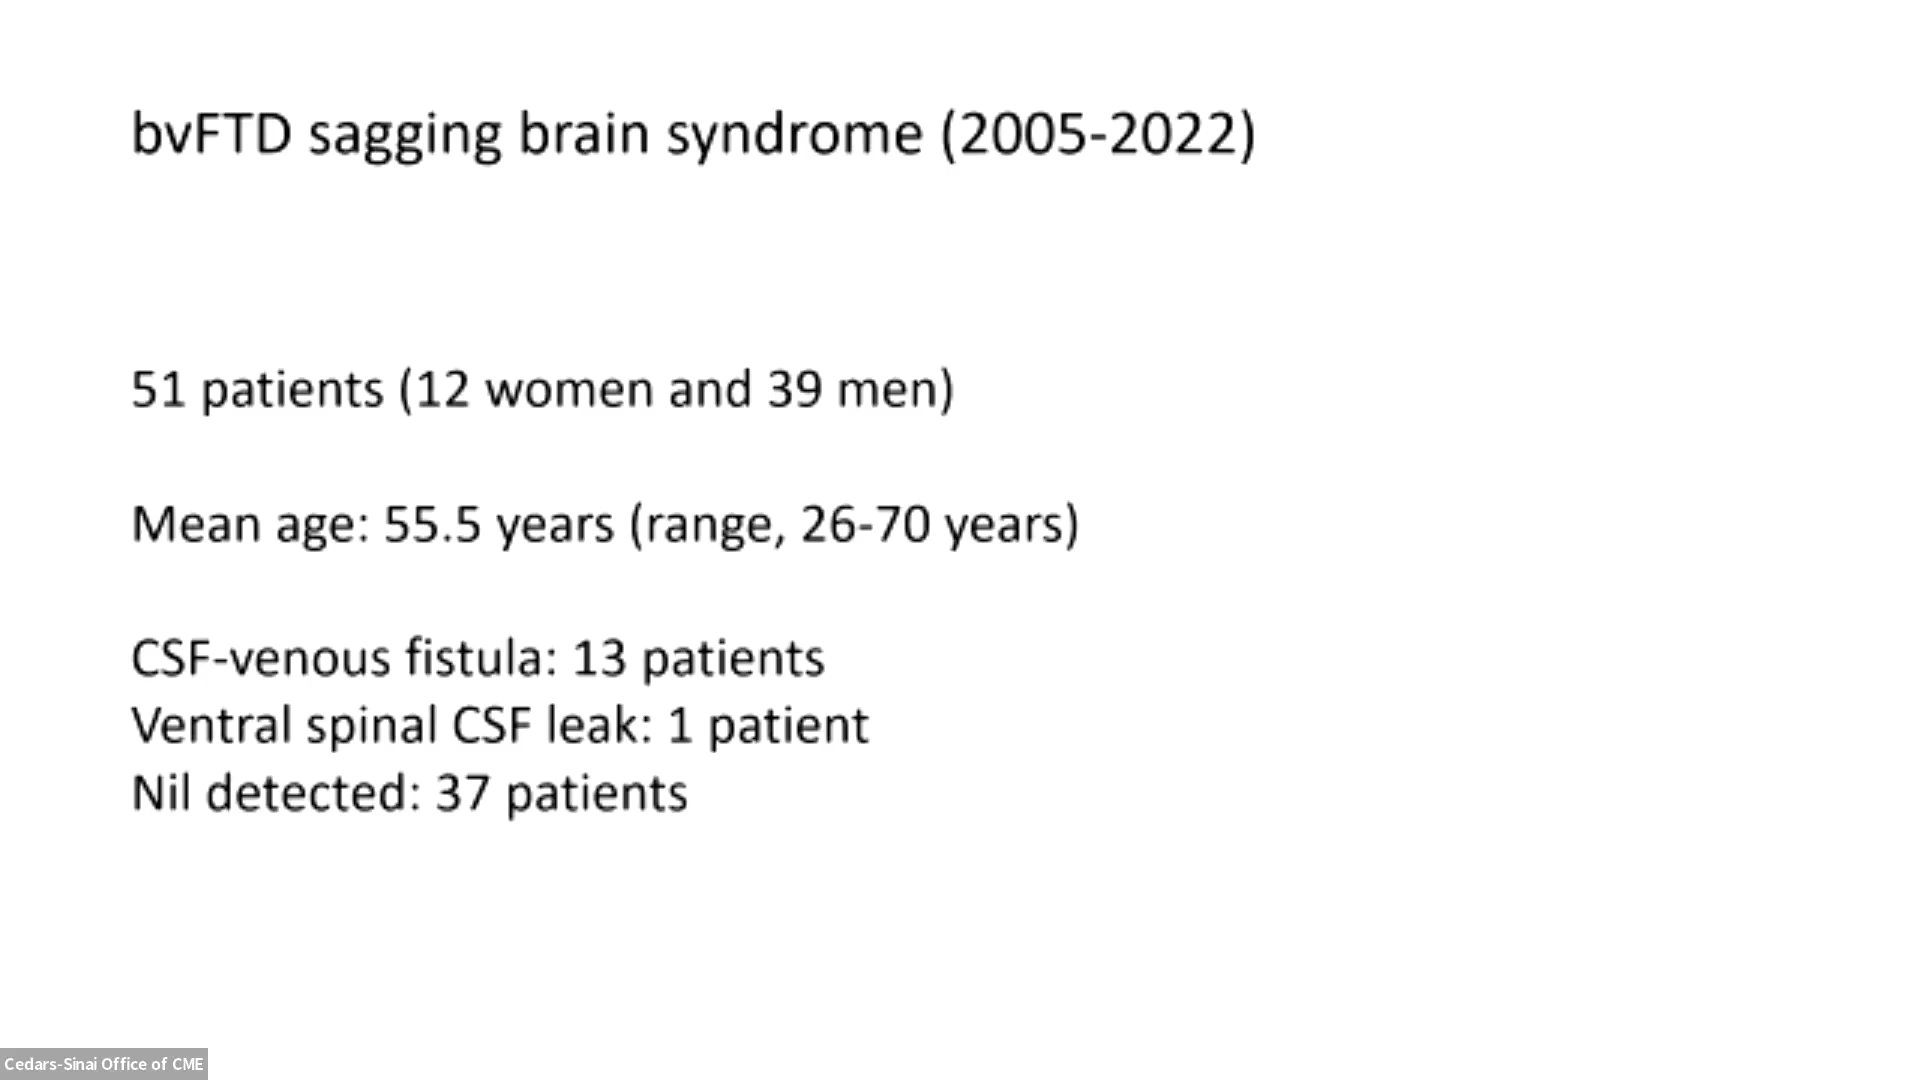 bvFTD sagging brain syndrome (2005-2022)
51 patients (12 women and 39 men)
Mean age: 55.5 years (range, 26-70 years)
CSF-venous fistula: 13 patients
Ventral spinal CSF leak: 1 patient
Nil detected: 37 patients
Cedars-Sinai Office of CME